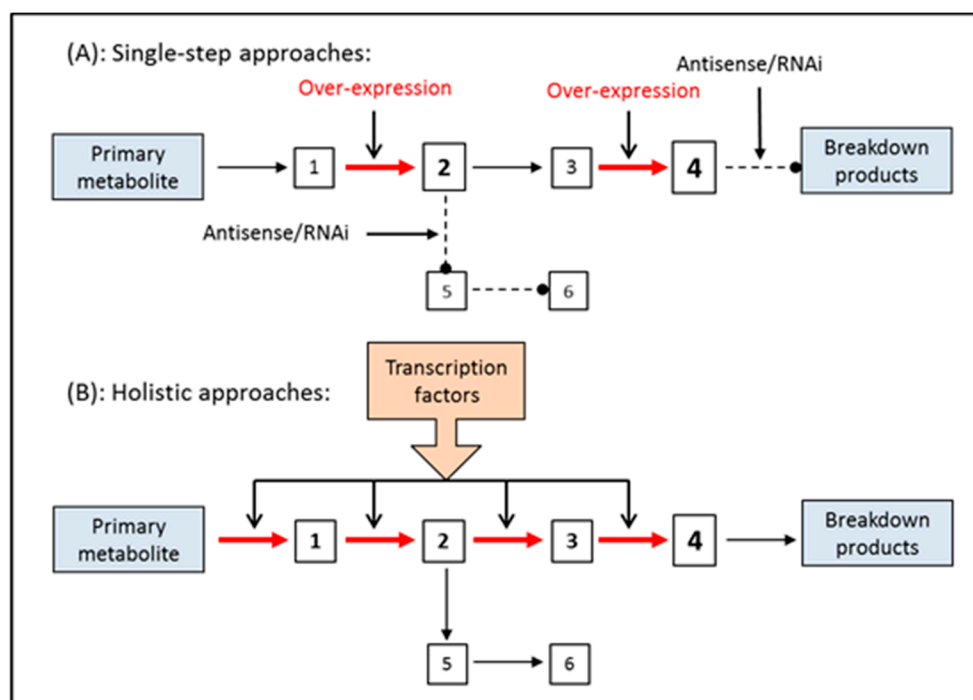 (A): Single-step approaches:
Antisense/RNAi
Over-expression
Over-expression
Primary
metabolite
1
2
3
4
Breakdown
products
Antisense/RNAi
5
6
Transcription
factors
(B): Holistic approaches:
Primary
metabolite
1
2
3
4
Breakdown
products
5
6